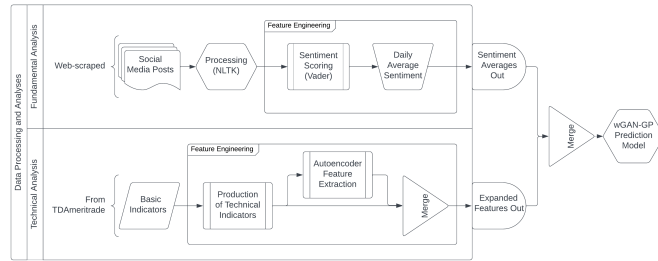 Data Processing and Analyses
Fundamental Analysis
Feature Engineering
Web-scraped
Social
Media Posts
Processing
(NLTK)
Sentiment
Scoring
(Vader)
Daily
Average
Sentiment
Sentiment
Averages
Out
Merge
wGAN-GP
Prediction
Model
Technical Analysis
Feature Engineering
From
TDAmeritrade
Basic
Indicators
Production
of Technical
Indicators
Autoencoder
Feature
Extraction
Merge
Expanded
Features Out